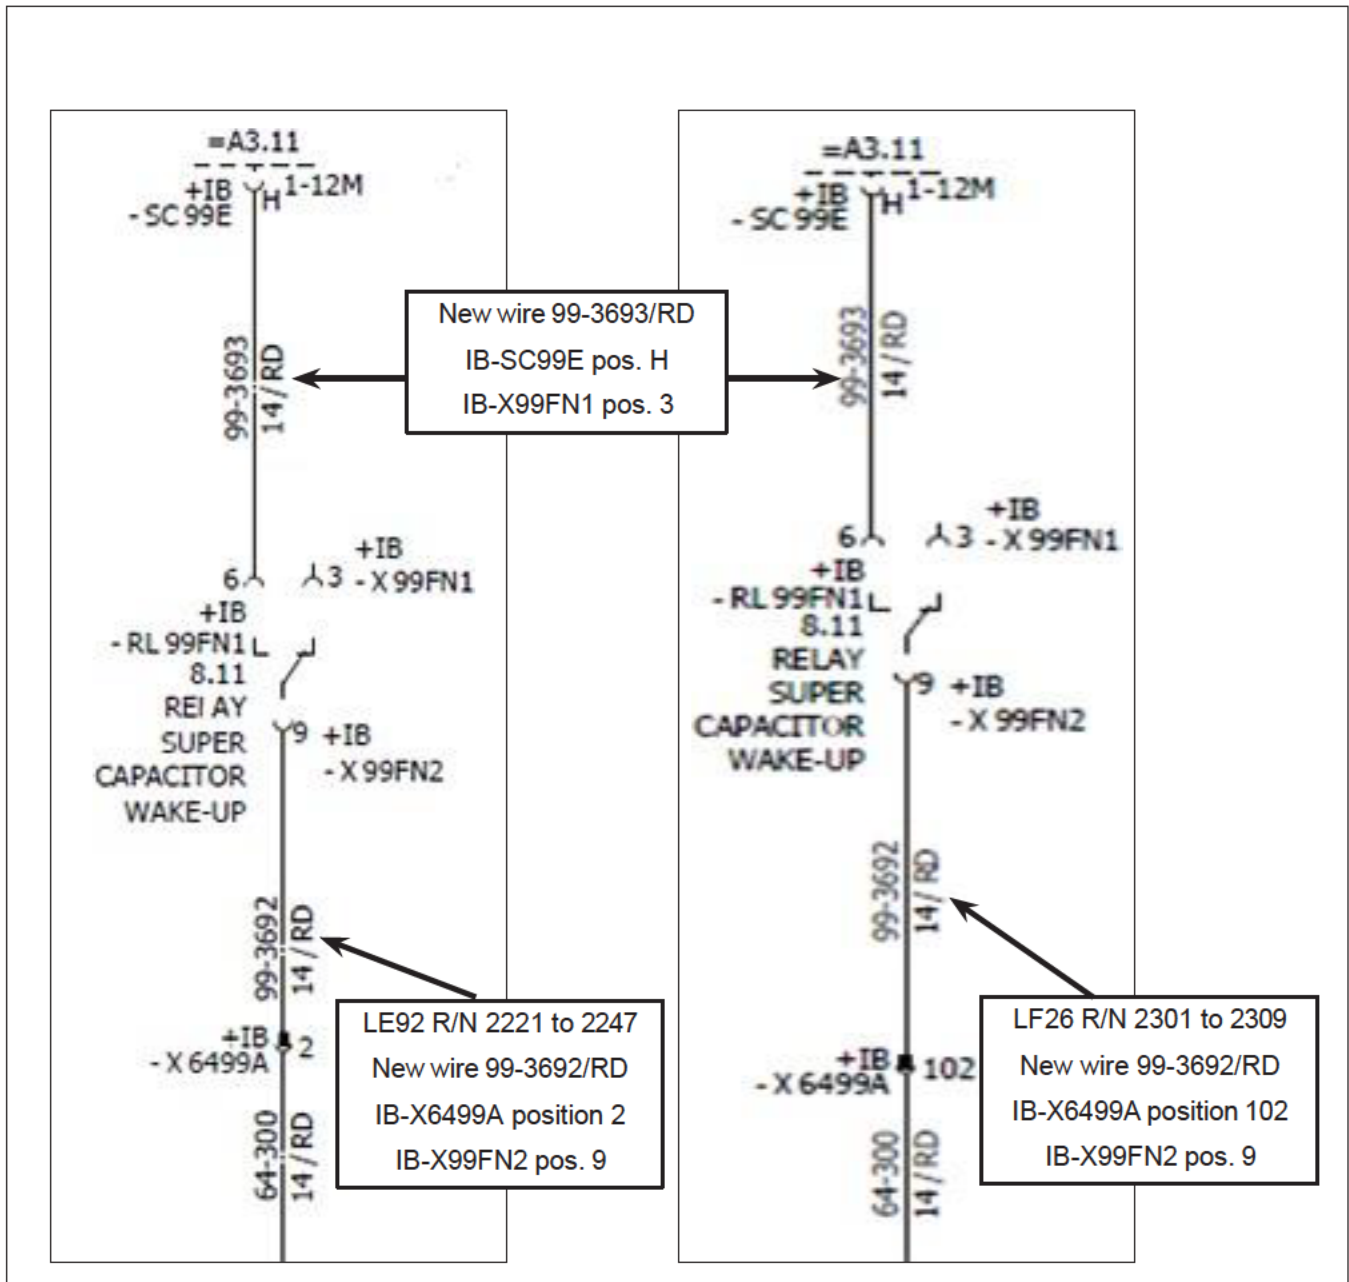 =A3.11
+IB
H
1-12M
- SC 99E
99-3693
14 / RD
6
3
+IB
- X 99FN1
+IB
- RL 99FN1
8.11
RELAY
SUPER
CAPACITOR
WAKE-UP
9
+IB
- X 99FN2
99-3692
14 / RD
+IB
- X 6499A
2
64-300
14 / RD
New wire 99-3693/RD
IB-SC99E pos. H
IB-X99FN1 pos. 3
LE92 R/N 2221 to 2247
New wire 99-3692/RD
IB-X6499A position 2
IB-X99FN2 pos. 9
=A3.11
+IB
H
1-12M
- SC 99E
99-3693
14 / RD
6
3
+IB
- X 99FN1
+IB
- RL 99FN1
8.11
RELAY
SUPER
CAPACITOR
WAKE-UP
9
+IB
- X 99FN2
99-3692
14 / RD
+IB
- X 6499A
102
64-300
14 / RD
LF26 R/N 2301 to 2309
New wire 99-3692/RD
IB-X6499A position 102
IB-X99FN2 pos. 9